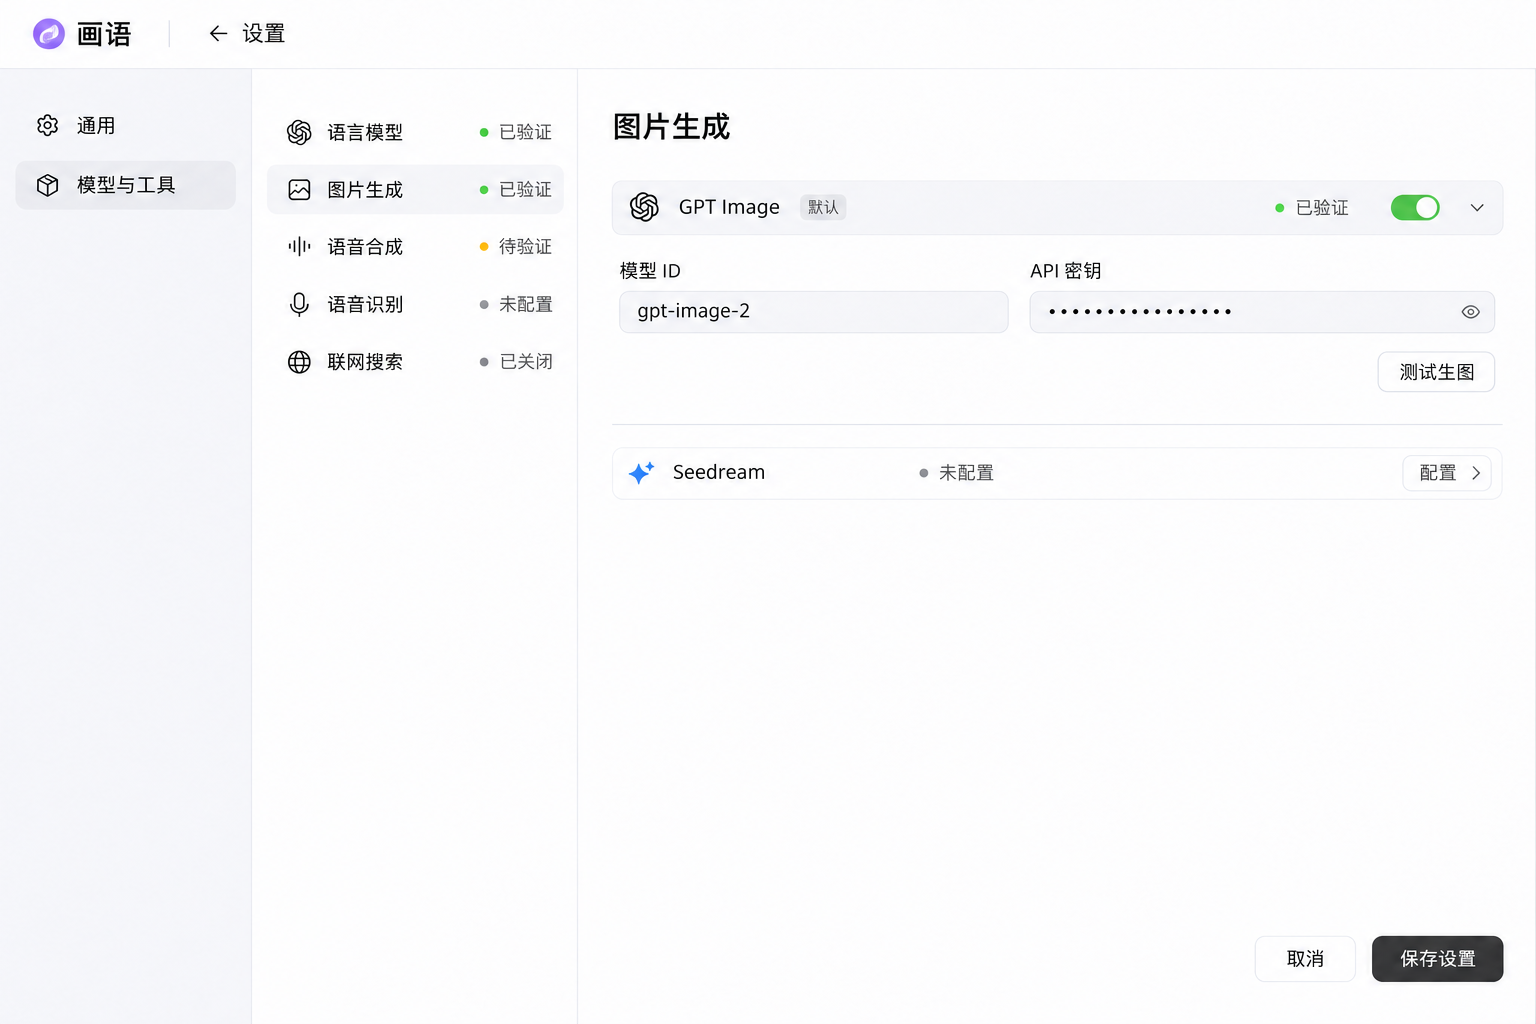 画语
设置
通用
模型与工具
语言模型 已验证
图片生成 已验证
语音合成 待验证
语音识别 未配置
联网搜索 已关闭
图片生成
GPT Image 默认 已验证
模型 ID API 密钥
gpt-image-2 ••••••••••••••••
测试生图
Seedream 未配置 配置
取消 保存设置